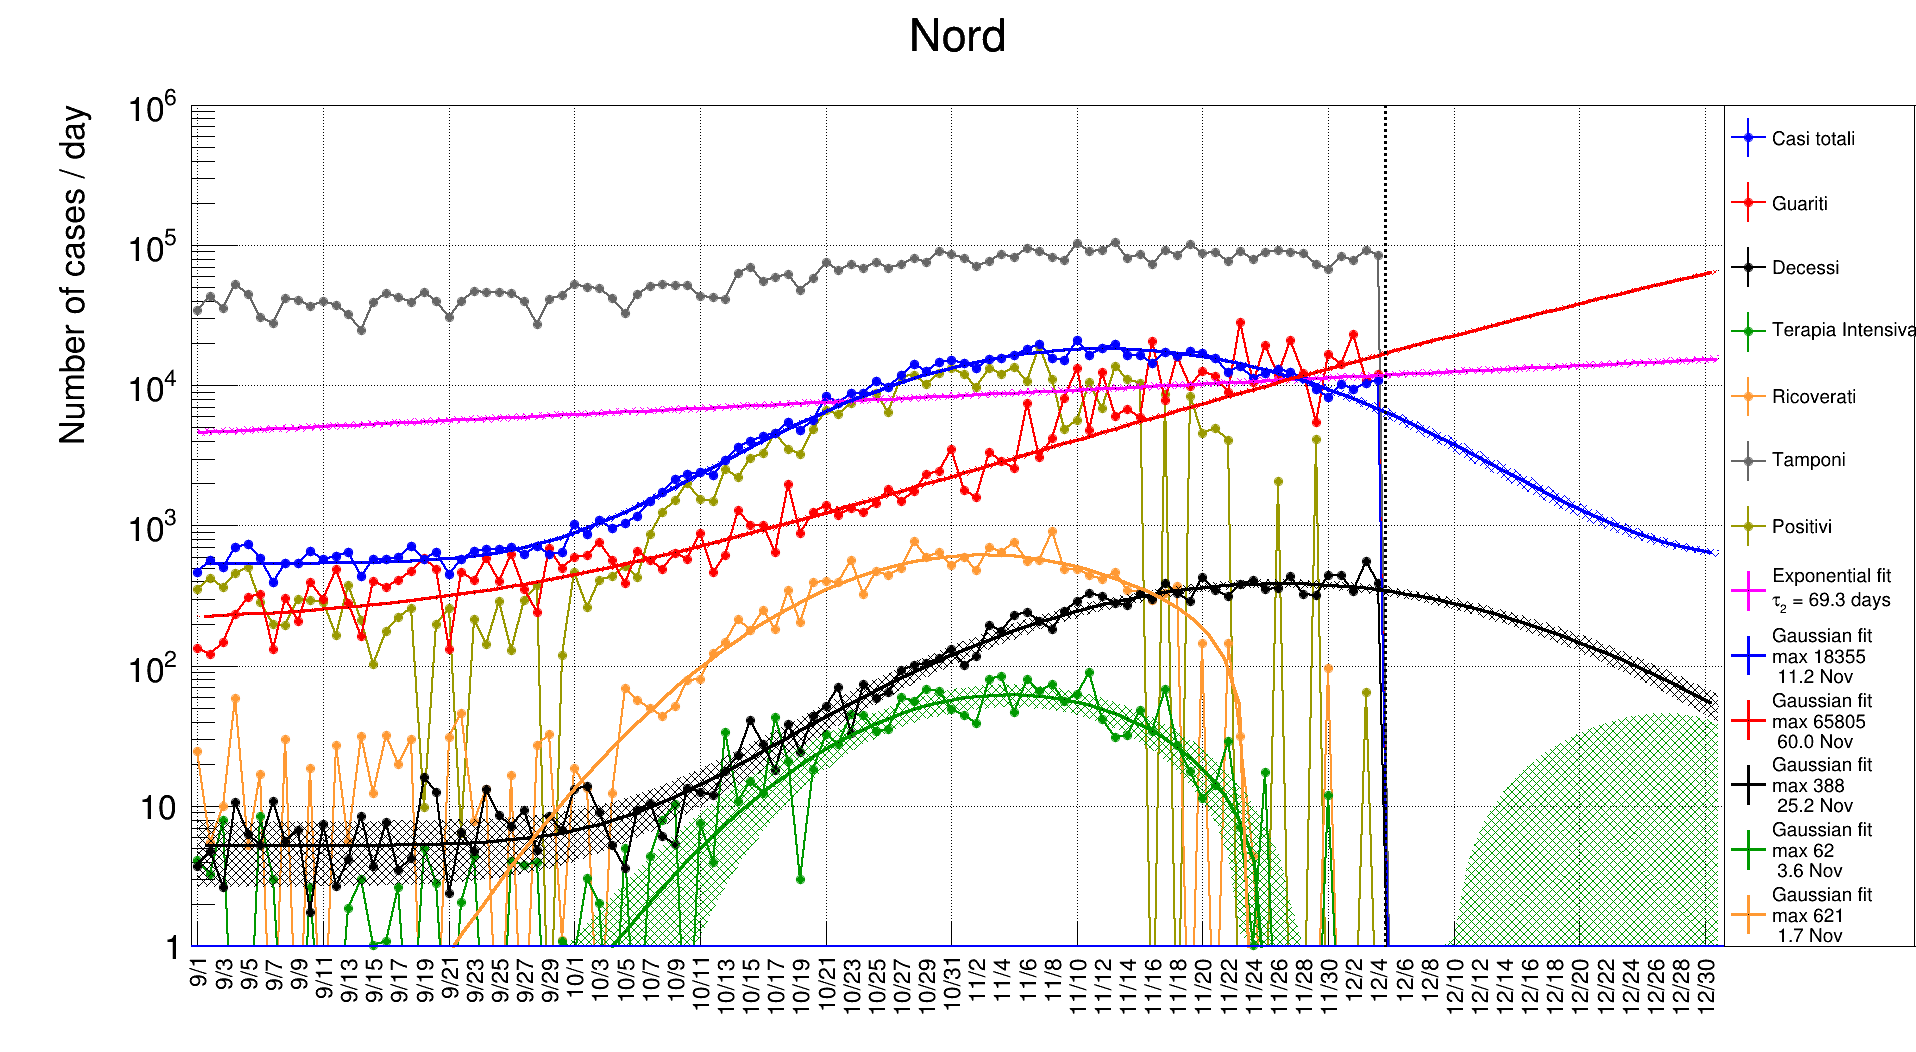 Nord
Number of cases / day
10^6
10^5
10^4
10^3
10^2
10
1
9/1 9/3 9/5 9/7 9/9 9/11 9/13 9/15 9/17 9/19 9/21 9/23 9/25 9/27 9/29 10/1 10/3 10/5 10/7 10/9 10/11 10/13 10/15 10/17 10/19 10/21 10/23 10/25 10/27 10/29 10/31 11/2 11/4 11/6 11/8 11/10 11/12 11/14 11/16 11/18 11/20 11/22 11/24 11/26 11/28 11/30 12/2 12/4 12/6 12/8 12/10 12/12 12/14 12/16 12/18 12/20 12/22 12/24 12/26 12/28 12/30
Casi totali
Guariti
Decessi
Terapia Intensiva
Ricoverati
Tamponi
Positivi
Exponential fit
τ2 = 69.3 days
Gaussian fit
max 18355
11.2 Nov
Gaussian fit
max 65805
60.0 Nov
Gaussian fit
max 388
25.2 Nov
Gaussian fit
max 62
3.6 Nov
Gaussian fit
max 621
1.7 Nov